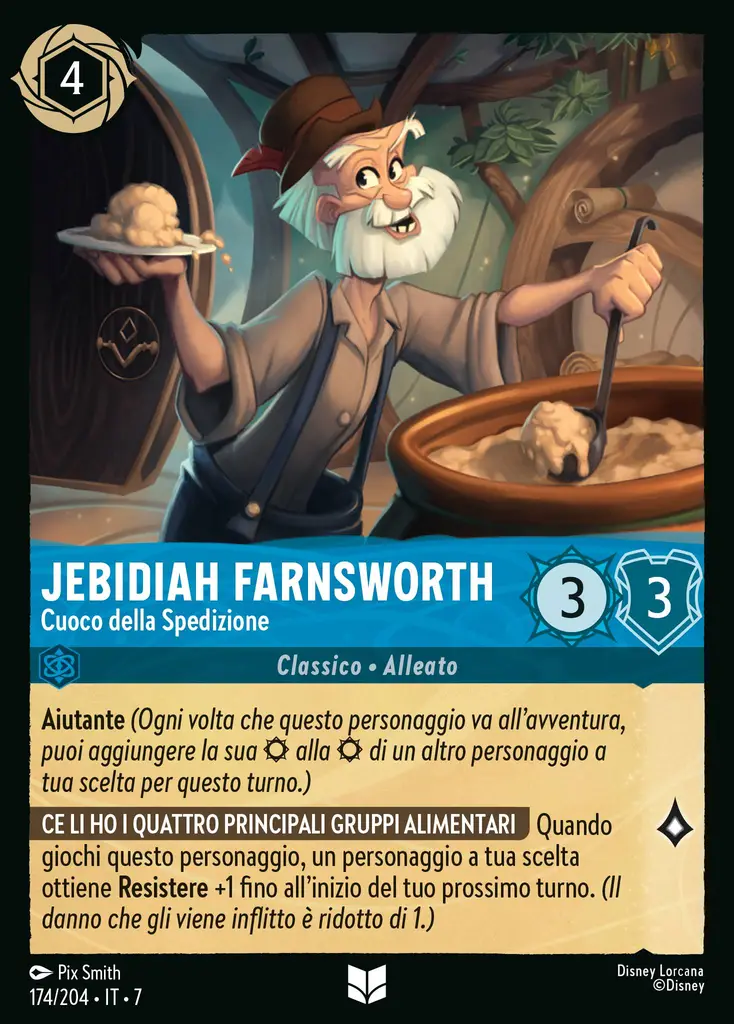 4
JEBIDIAH FARNSWORTH
Cuoco della Spedizione
3
3
Classico • Alleato
Aiutante (Ogni volta che questo personaggio va all'avventura,
puoi aggiungere la sua alla di un altro personaggio a
tua scelta per questo turno.)
CE LI HO I QUATTRO PRINCIPALI GRUPPI ALIMENTARI Quando
giochi questo personaggio, un personaggio a tua scelta
ottiene Resistere +1 fino all'inizio del tuo prossimo turno. (Il
danno che gli viene inflitto è ridotto di 1.)
Pix Smith
174/204 • IT • 7
Disney Lorcana
©Disney